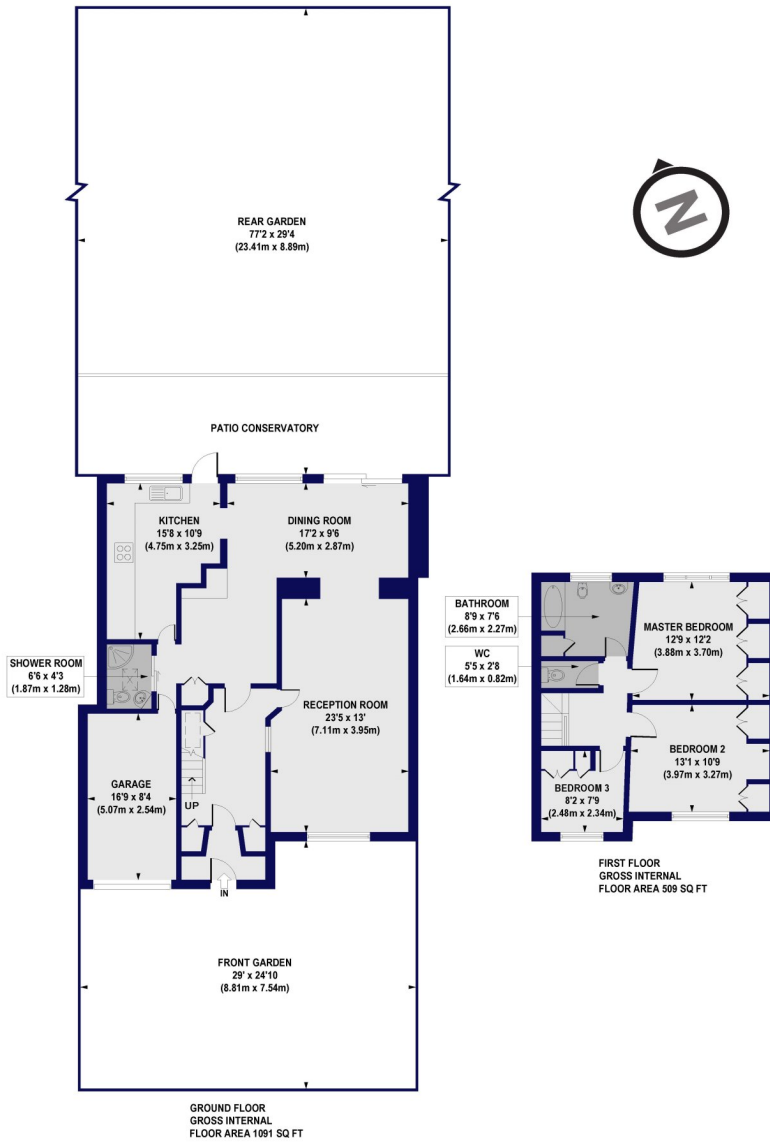 REAR GARDEN
77'2 x 29'4
(23.41m x 8.89m)
N
PATIO CONSERVATORY
KITCHEN
15'8 x 10'9
(4.75m x 3.25m)
DINING ROOM
17'2 x 9'6
(5.20m x 2.87m)
SHOWER ROOM
6'6 x 4'3
(1.87m x 1.28m)
RECEPTION ROOM
23'5 x 13'
(7.11m x 3.95m)
GARAGE
16'9 x 8'4
(5.07m x 2.54m)
UP
IN
FRONT GARDEN
29' x 24'10
(8.81m x 7.54m)
GROUND FLOOR
GROSS INTERNAL
FLOOR AREA 1091 SQ FT
BATHROOM
8'9 x 7'6
(2.66m x 2.27m)
MASTER BEDROOM
12'9 x 12'2
(3.88m x 3.70m)
WC
5'5 x 2'8
(1.64m x 0.82m)
BEDROOM 2
13'1 x 10'9
(3.97m x 3.27m)
BEDROOM 3
8'2 x 7'9
(2.48m x 2.34m)
FIRST FLOOR
GROSS INTERNAL
FLOOR AREA 509 SQ FT